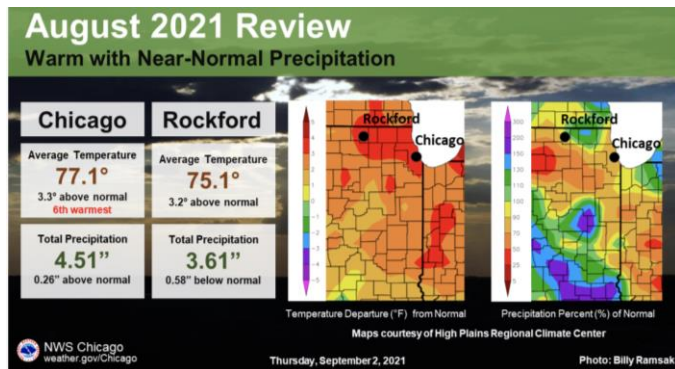 August 2021 Review
Warm with Near-Normal Precipitation
Chicago
Average Temperature
77.1°
3.3° above normal
6th warmest
Total Precipitation
4.51”
0.26” above normal
Rockford
Average Temperature
75.1°
3.2° above normal
Total Precipitation
3.61”
0.58” below normal
Rockford
Chicago
Temperature Departure (°F) from Normal
Rockford
Chicago
Precipitation Percent (%) of Normal
Maps courtesy of High Plains Regional Climate Center
NWS Chicago
weather.gov/Chicago
Thursday, September 2, 2021
Photo: Billy Ramsak